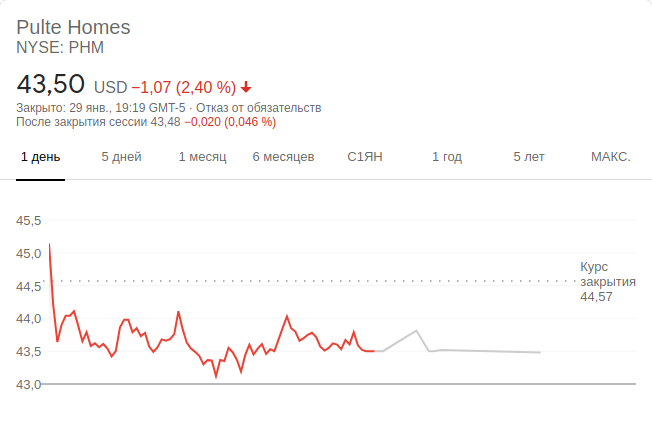 Pulte Homes
NYSE: PHM
43,50 USD −1,07 (2,40 %)
Закрыто: 29 янв., 19:19 GMT-5 · Отказ от обязательств
После закрытия сессии 43,48 −0,020 (0,046 %)
1 день 5 дней 1 месяц 6 месяцев С1ЯН 1 год 5 лет МАКС.
45,5
45,0
44,5
44,0
43,5
43,0
Курс
закрытия
44,57